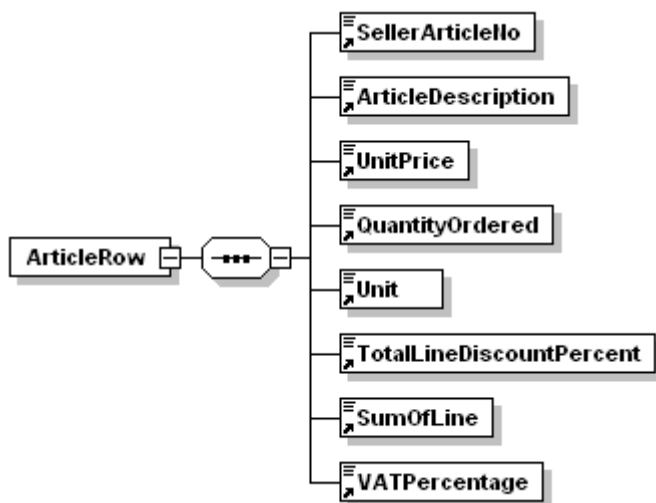 SellerArticleNo
ArticleDescription
UnitPrice
QuantityOrdered
ArticleRow
Unit
TotalLineDiscountPercent
SumOfLine
VATPercentage